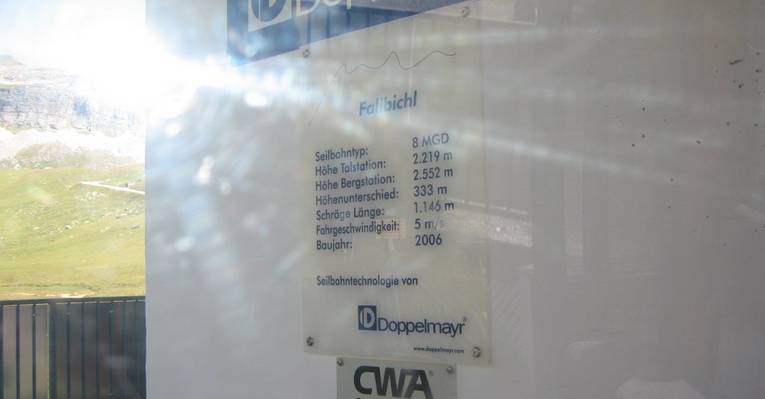 Fallbichl
Seilbahntyp: 8 MGD
Höhe Talstation: 2.219 m
Höhe Bergstation: 2.552 m
Höhenunterschied: 333 m
Schräge Länge: 1.146 m
Fahrgeschwindigkeit: 5 m/s
Baujahr: 2006
Seilbahntechnologie von
Doppelmayr®
www.doppelmayr.com
CWA